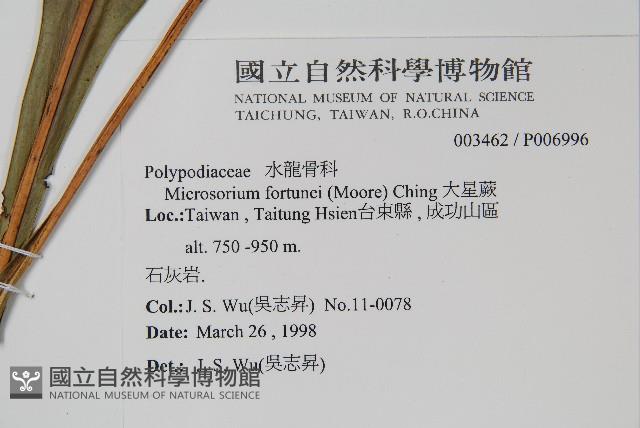 國立自然科學博物館
NATIONAL MUSEUM OF NATURAL SCIENCE
TAICHUNG, TAIWAN, R.O.CHINA
003462 / P006996
Polypodiaceae 水龍骨科
Microsorium fortunei (Moore) Ching 大星蕨
Loc.:Taiwan , Taitung Hsien台東縣 , 成功山區
alt. 750 -950 m.
石灰岩.
Col.: J. S. Wu(吳志昇) No.11-0078
Date: March 26 , 1998
Det.: J. S. Wu(吳志昇)
國立自然科學博物館
NATIONAL MUSEUM OF NATURAL SCIENCE